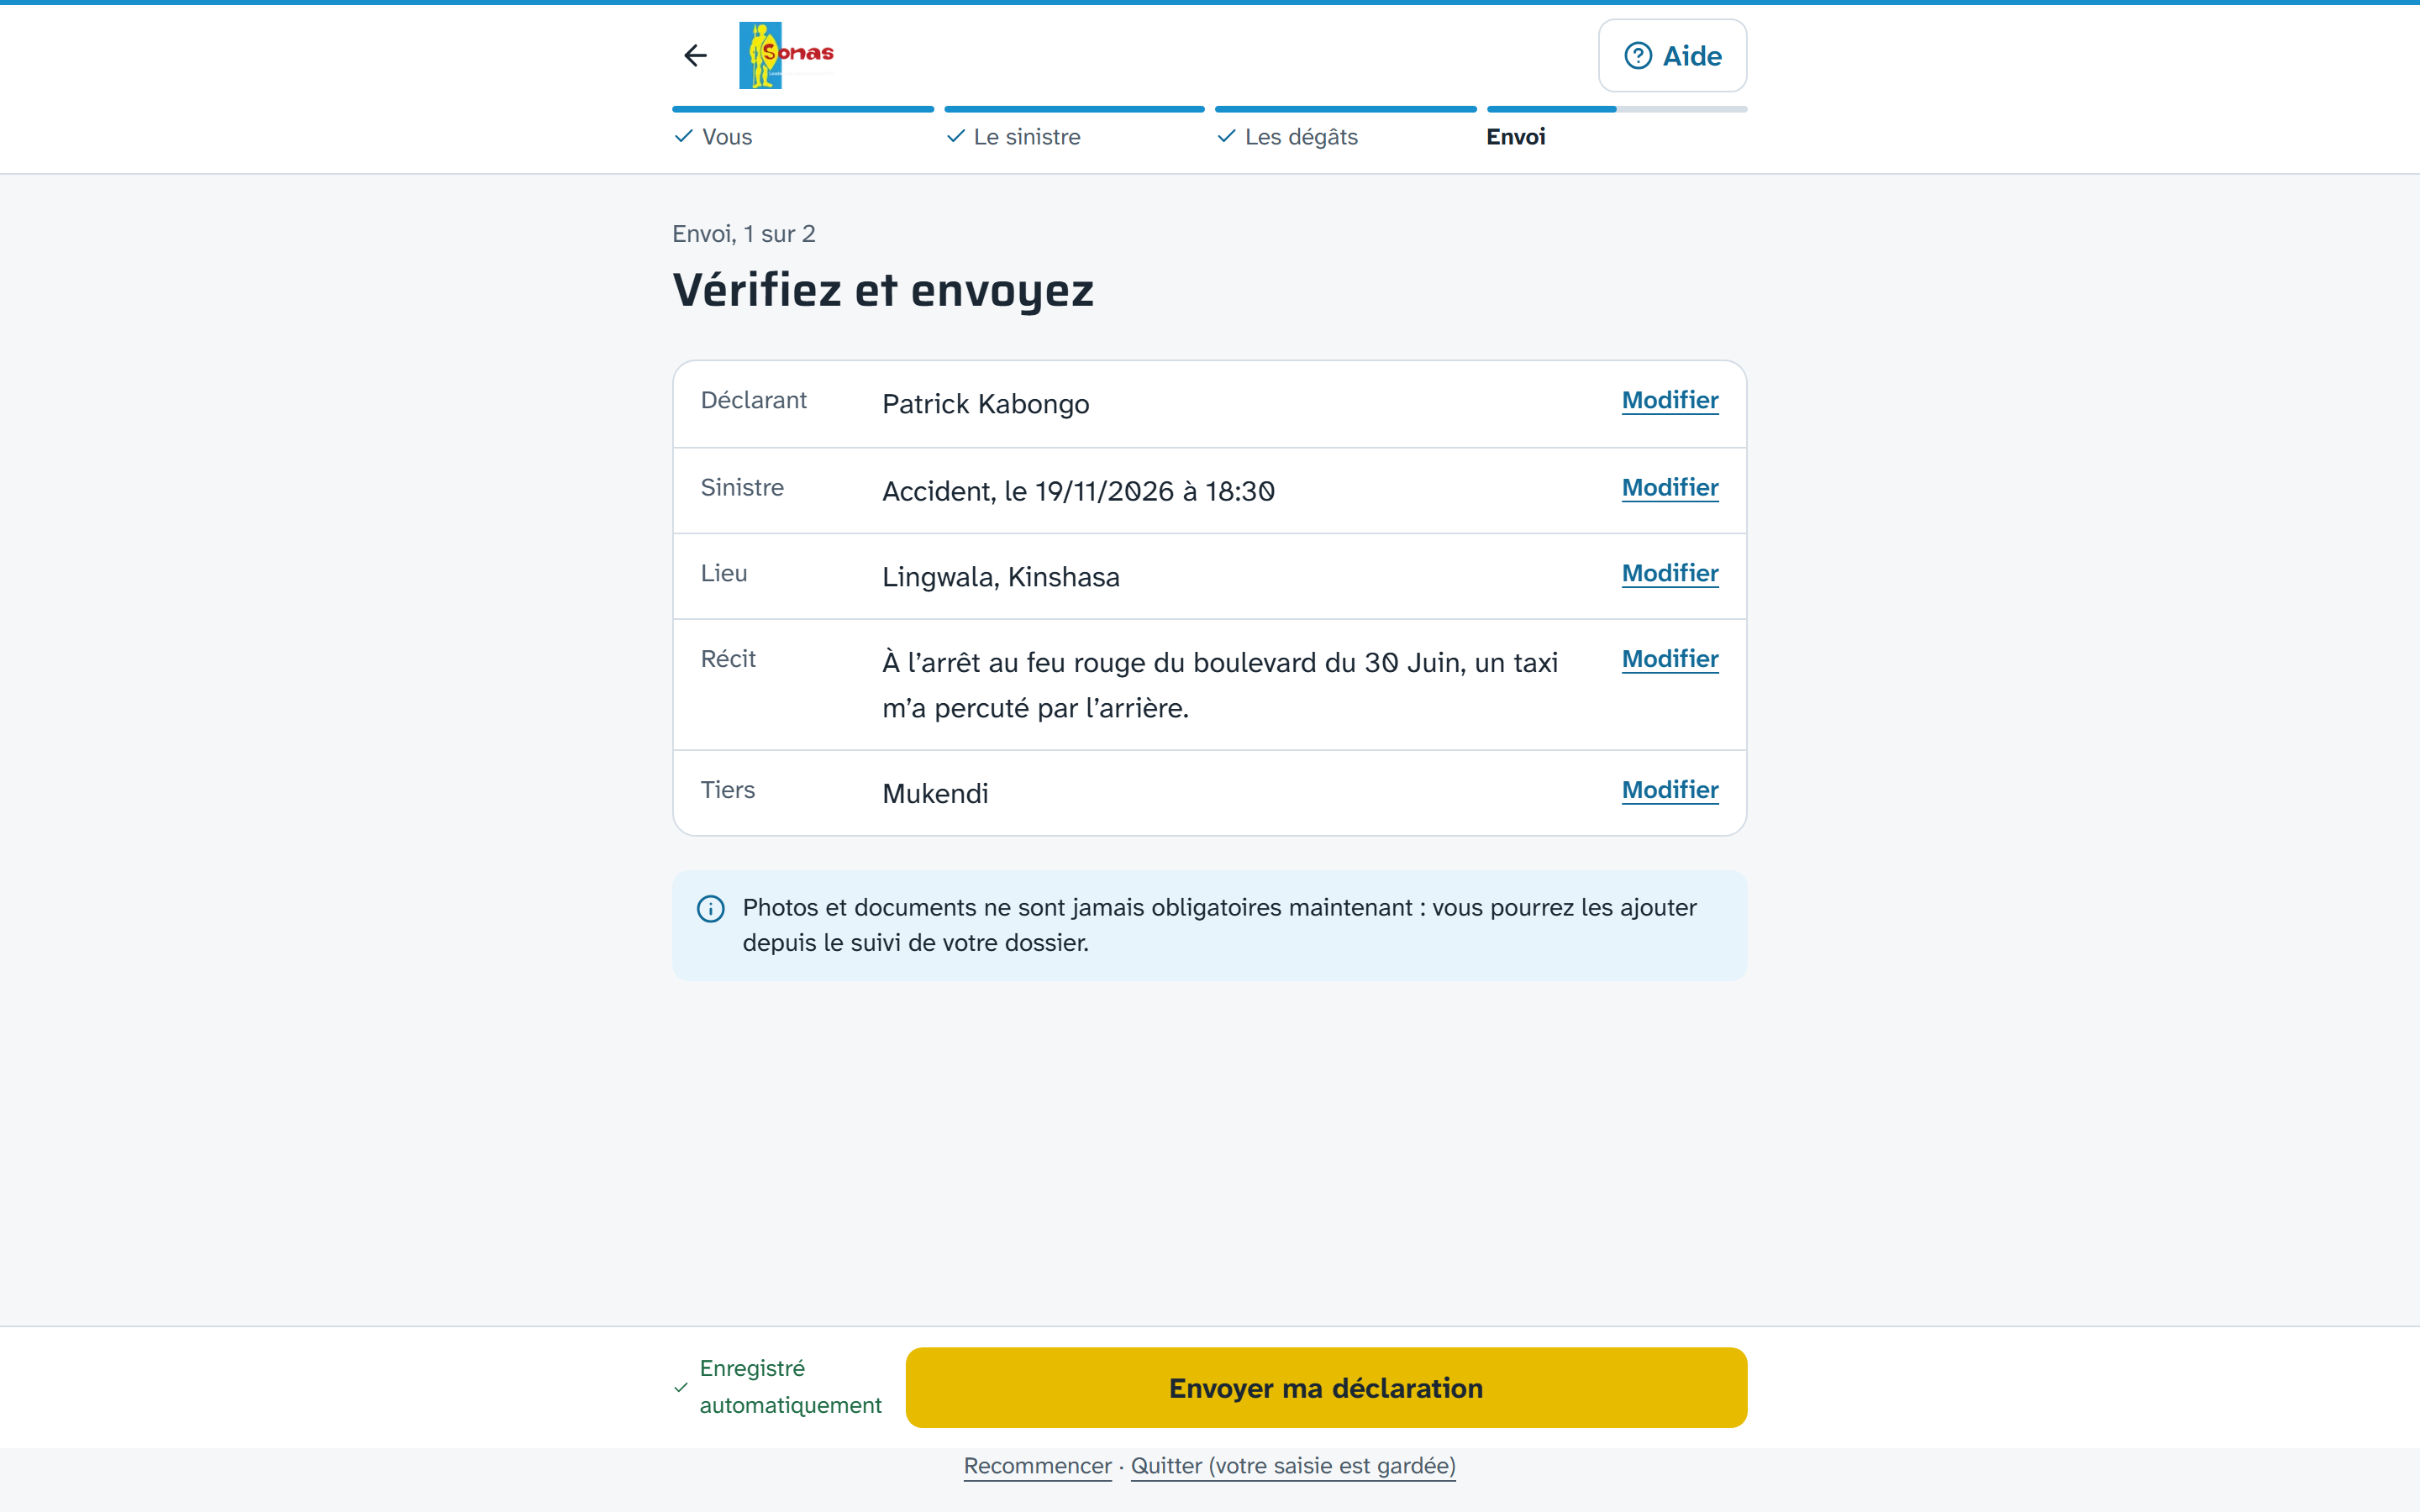 Sonas
Aide
Vous
Le sinistre
Les dégâts
Envoi
Envoi, 1 sur 2
Vérifiez et envoyez
Déclarant
Patrick Kabongo
Modifier
Sinistre
Accident, le 19/11/2026 à 18:30
Modifier
Lieu
Lingwala, Kinshasa
Modifier
Récit
À l’arrêt au feu rouge du boulevard du 30 Juin, un taxi
m’a percuté par l’arrière.
Modifier
Tiers
Mukendi
Modifier
Photos et documents ne sont jamais obligatoires maintenant : vous pourrez les ajouter
depuis le suivi de votre dossier.
Enregistré
automatiquement
Envoyer ma déclaration
Recommencer · Quitter (votre saisie est gardée)